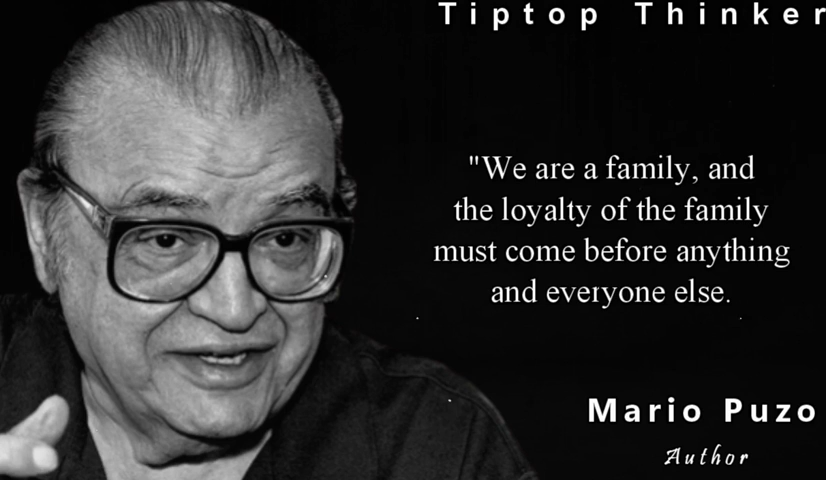 Tiptop Thinker
"We are a family, and
the loyalty of the family
must come before anything
and everyone else.
Mario Puzo
Author